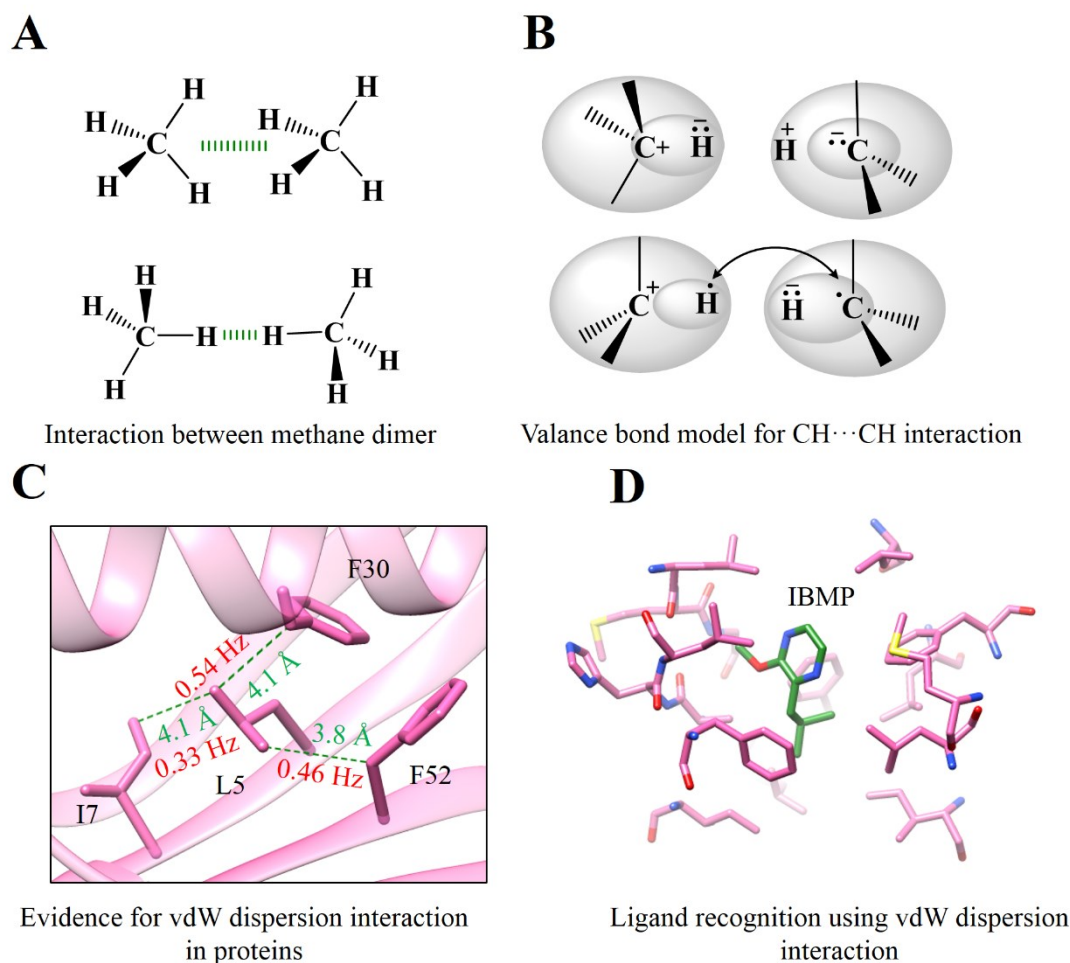 A
B
H
H
C
H
H
H
H
C
H
H
C+
H̄
H⁺
⁻C
H
H
C
H
H
H
H
C
H
H
C⁺
H
H̄
C
Interaction between methane dimer
Valance bond model for CH···CH interaction
C
D
F30
0.54 Hz
4.1 Å
4.1 Å
0.33 Hz
3.8 Å
0.46 Hz
L5
I7
F52
IBMP
Evidence for vdW dispersion interaction
in proteins
Ligand recognition using vdW dispersion
interaction